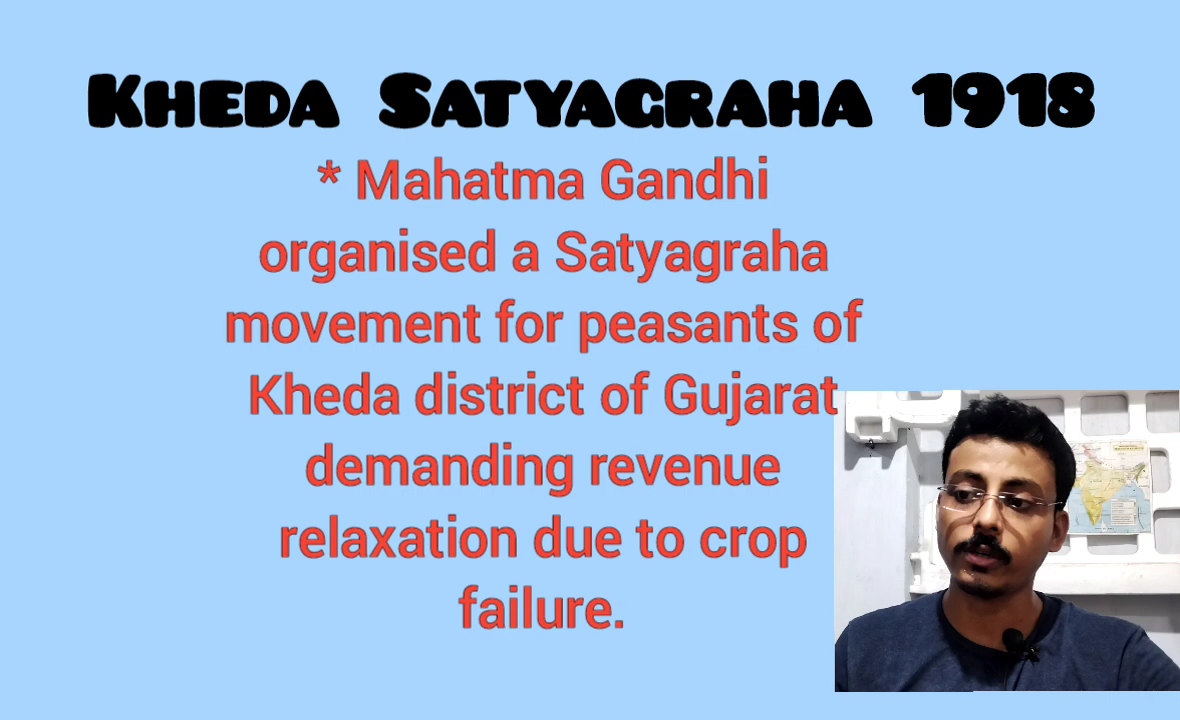 KHEDA SATYAGRAHA 1918
* Mahatma Gandhi
organised a Satyagraha
movement for peasants of
Kheda district of Gujarat
demanding revenue
relaxation due to crop
failure.